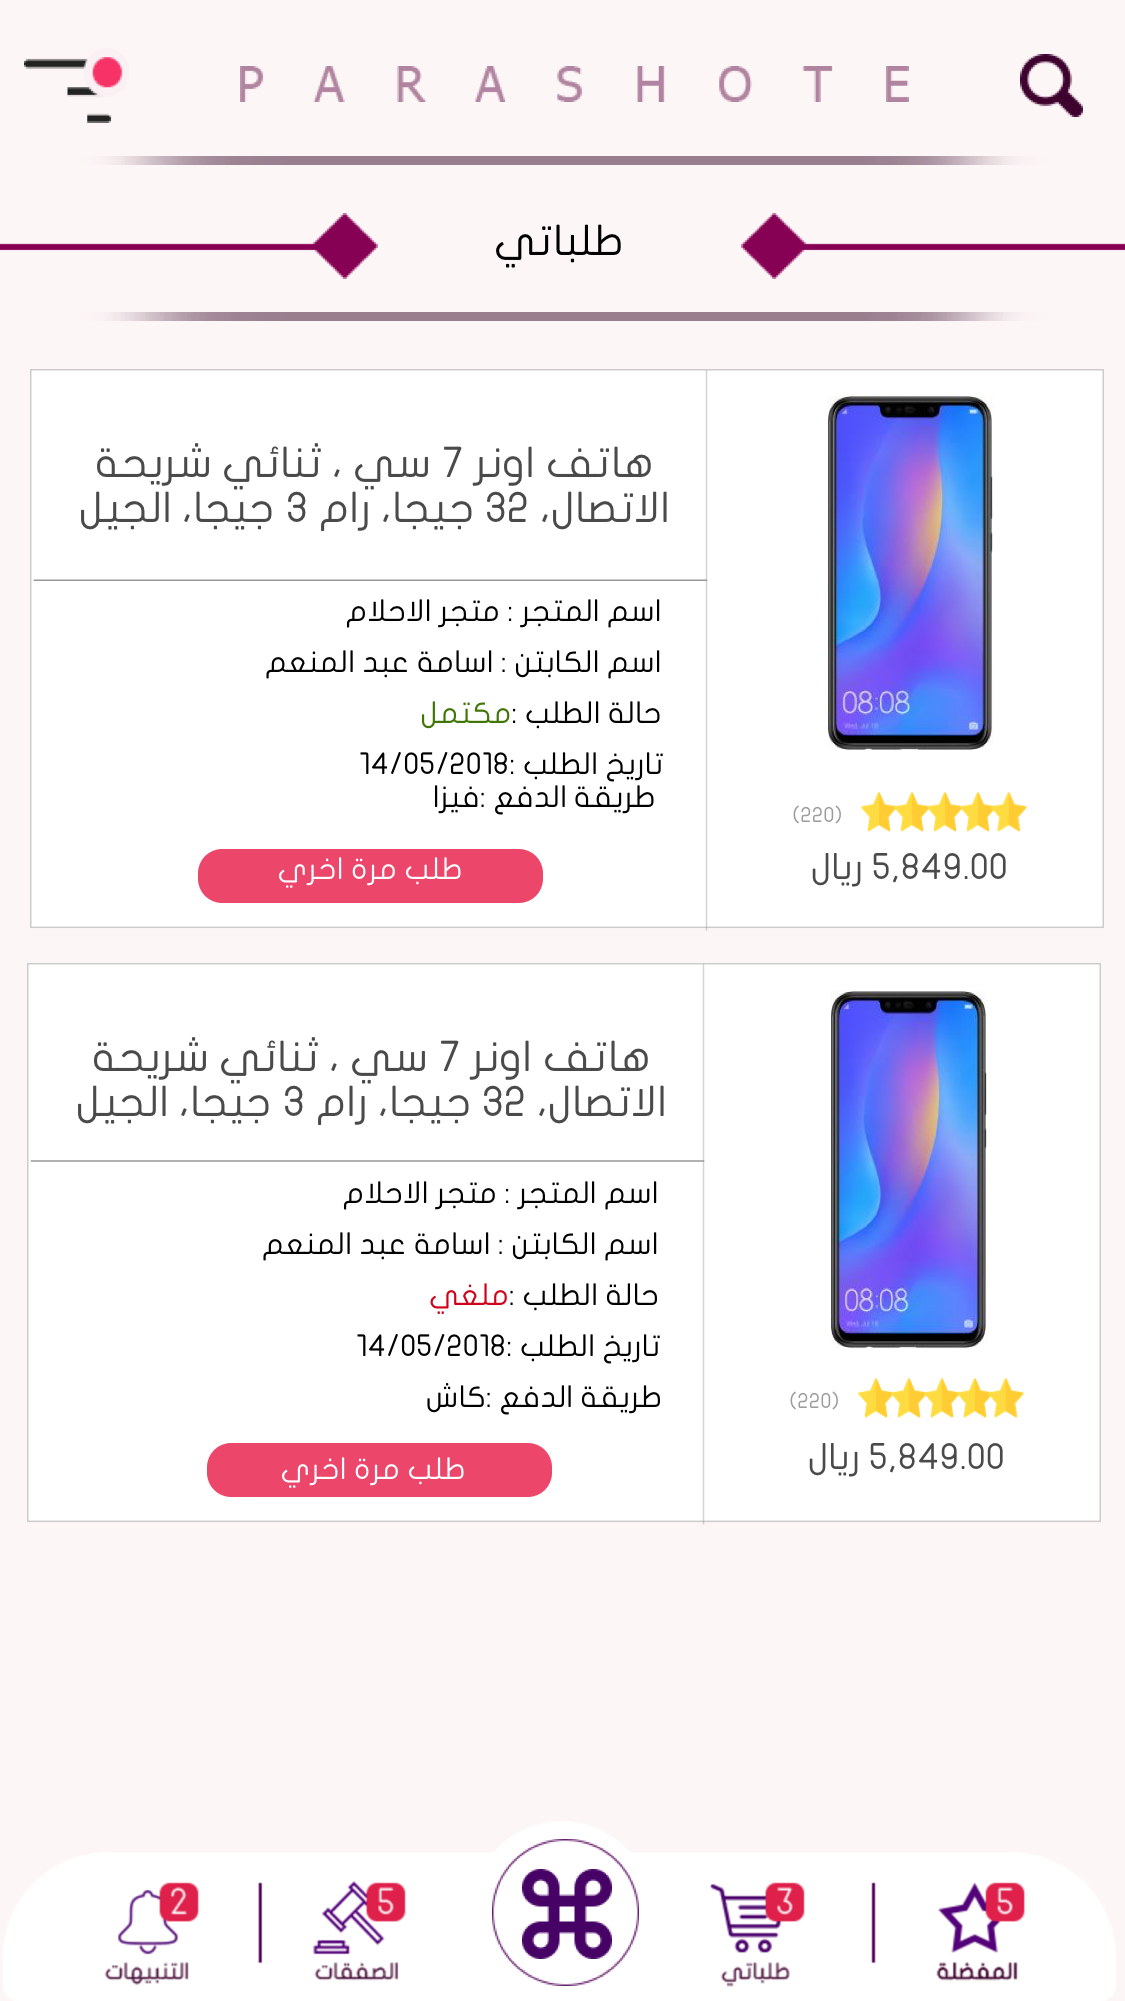 PARASHOTE
طلباتي
هاتف اونر 7 سي ، ثنائي شريحة
الاتصال، 32 جيجا، رام 3 جيجا، الجيل
اسم المتجر : متجر الاحلام
اسم الكابتن : اسامة عبد المنعم
حالة الطلب :مكتمل
تاريخ الطلب :14/05/2018
طريقة الدفع :فيزا
طلب مرة اخري
08:08
(220)
5,849.00 ريال
هاتف اونر 7 سي ، ثنائي شريحة
الاتصال، 32 جيجا، رام 3 جيجا، الجيل
اسم المتجر : متجر الاحلام
اسم الكابتن : اسامة عبد المنعم
حالة الطلب :ملغي
تاريخ الطلب :14/05/2018
طريقة الدفع :كاش
طلب مرة اخري
08:08
(220)
5,849.00 ريال
5
المفضلة
3
طلباتي
5
الصفقات
2
التنبيهات